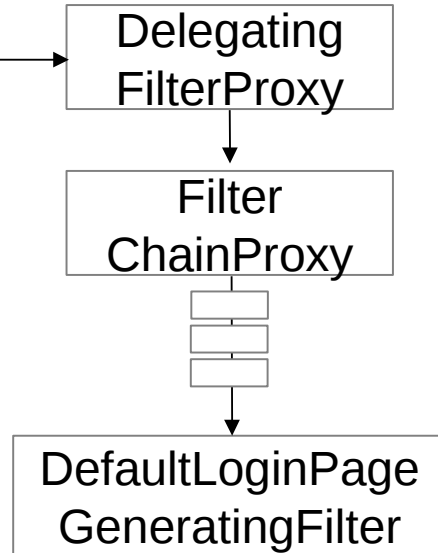 Delegating
FilterProxy
Filter
ChainProxy
DefaultLoginPage
GeneratingFilter